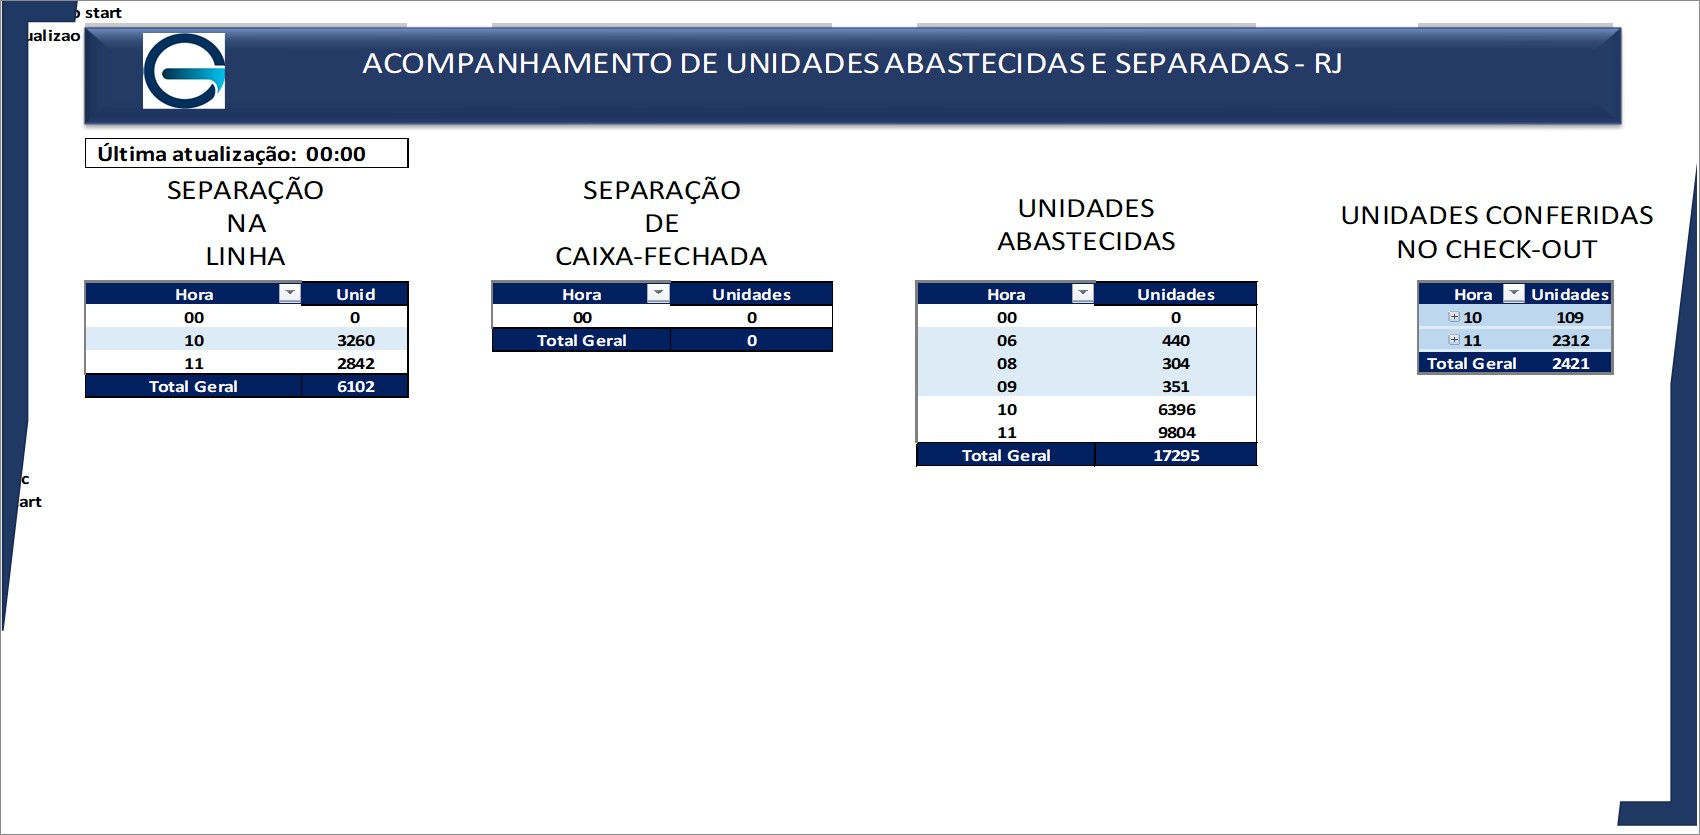 start
ACOMPANHAMENTO DE UNIDADES ABASTECIDAS E SEPARADAS - RJ
Última atualização: 00:00
SEPARAÇÃO
NA
LINHA
Hora Unid
00 0
10 3260
11 2842
Total Geral 6102
SEPARAÇÃO
DE
CAIXA-FECHADA
Hora Unidades
00 0
Total Geral 0
UNIDADES
ABASTECIDAS
Hora Unidades
00 0
06 440
08 304
09 351
10 6396
11 9804
Total Geral 17295
UNIDADES CONFERIDAS
NO CHECK-OUT
Hora Unidades
10 109
11 2312
Total Geral 2421